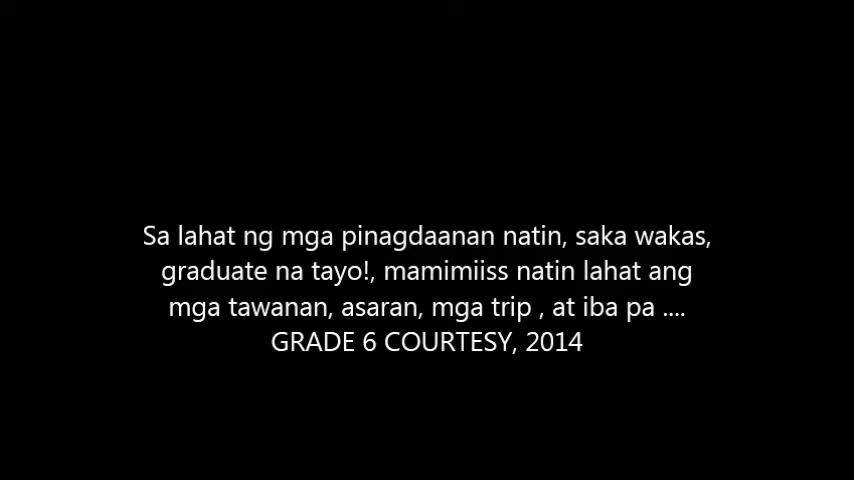 Sa lahat ng mga pinagdaanan natin, saka wakas,
graduate na tayo!, mamimiiss natin lahat ang
mga tawanan, asaran, mga trip , at iba pa ....
GRADE 6 COURTESY, 2014